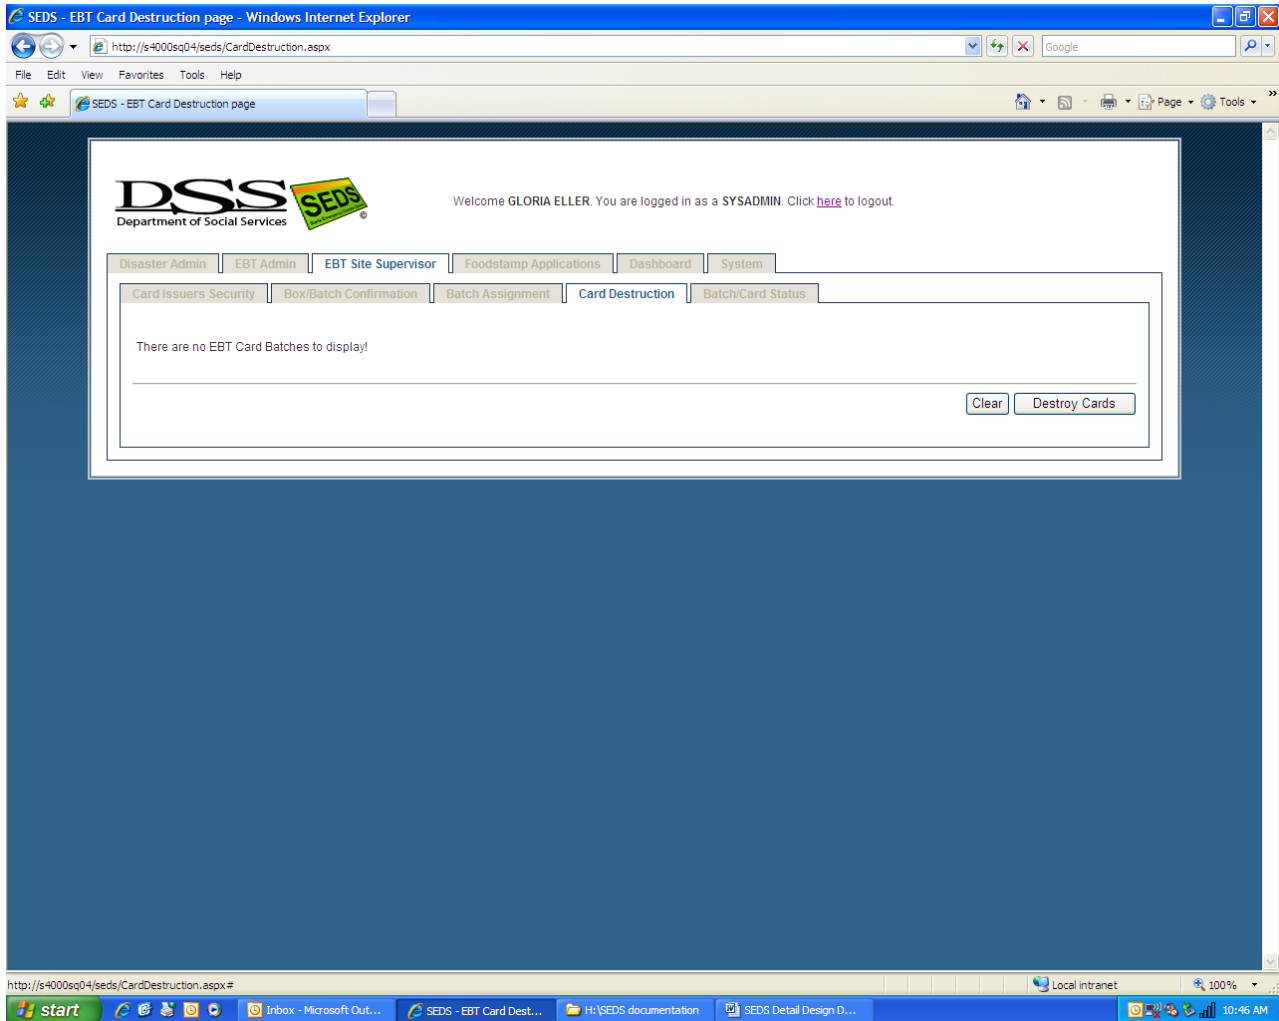 SEDS - EBT Card Destruction page - Windows Internet Explorer
http://s4000sq04/seds/CardDestruction.aspx
Google
File Edit View Favorites Tools Help
SEDS - EBT Card Destruction page
Page Tools
DSS
Department of Social Services
SEDS
Welcome GLORIA ELLER. You are logged in as a SYSADMIN. Click here to logout.
Disaster Admin EBT Admin EBT Site Supervisor Foodstamp Applications Dashboard System
Card Issuers Security Box/Batch Confirmation Batch Assignment Card Destruction Batch/Card Status
There are no EBT Card Batches to display!
Clear Destroy Cards
http://s4000sq04/seds/CardDestruction.aspx#
Local intranet 100%
start Inbox - Microsoft Out... SEDS - EBT Card Dest... H:\SEDS documentation SEDS Detail Design D... 10:46 AM